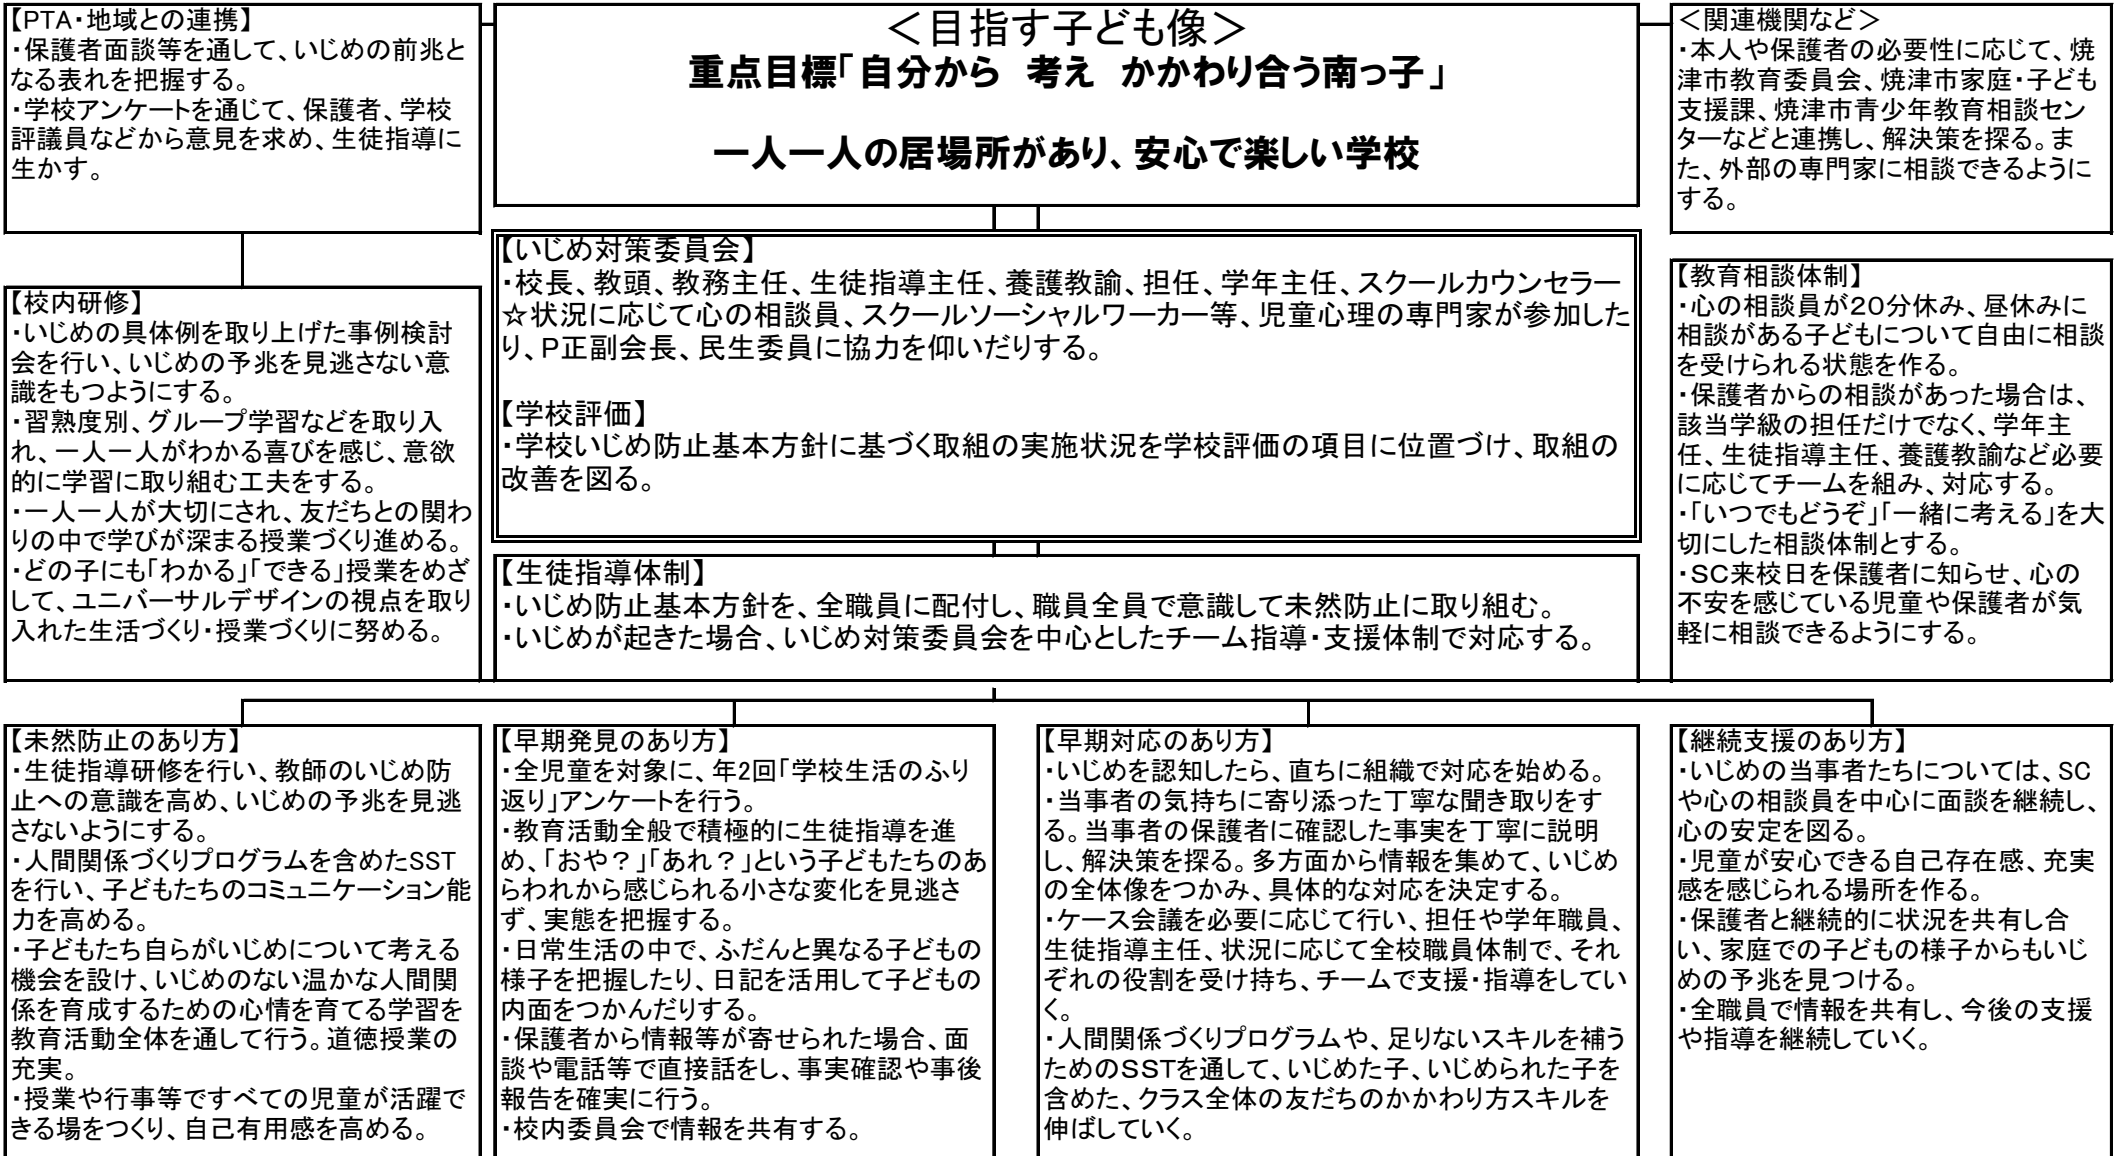 【PTA・地域との連携】
・保護者面談等を通して、いじめの前兆と
なる表れを把握する。
・学校アンケートを通じて、保護者、学校
評議員などから意見を求め、生徒指導に
生かす。
＜目指す子ども像＞
重点目標「自分から　考え　かかわり合う南っ子」
一人一人の居場所があり、安心で楽しい学校
＜関連機関など＞
・本人や保護者の必要性に応じて、焼
津市教育委員会、焼津市家庭・子ども
支援課、焼津市青少年教育相談セン
ターなどと連携し、解決策を探る。ま
た、外部の専門家に相談できるように
する。
【いじめ対策委員会】
・校長、教頭、教務主任、生徒指導主任、養護教諭、担任、学年主任、スクールカウンセラー
☆状況に応じて心の相談員、スクールソーシャルワーカー等、児童心理の専門家が参加した
り、P正副会長、民生委員に協力を仰いだりする。
【学校評価】
・学校いじめ防止基本方針に基づく取組の実施状況を学校評価の項目に位置づけ、取組の
改善を図る。
【校内研修】
・いじめの具体例を取り上げた事例検討
会を行い、いじめの予兆を見逃さない意
識をもつようにする。
・習熟度別、グループ学習などを取り入
れ、一人一人がわかる喜びを感じ、意欲
的に学習に取り組む工夫をする。
・一人一人が大切にされ、友だちとの関わ
りの中で学びが深まる授業づくり進める。
・どの子にも「わかる」「できる」授業をめざ
して、ユニバーサルデザインの視点を取り
入れた生活づくり・授業づくりに努める。
【教育相談体制】
・心の相談員が２０分休み、昼休みに
相談がある子どもについて自由に相談
を受けられる状態を作る。
・保護者からの相談があった場合は、
該当学級の担任だけでなく、学年主
任、生徒指導主任、養護教諭など必要
に応じてチームを組み、対応する。
・「いつでもどうぞ」「一緒に考える」を大
切にした相談体制とする。
・SC来校日を保護者に知らせ、心の
不安を感じている児童や保護者が気
軽に相談できるようにする。
【生徒指導体制】
・いじめ防止基本方針を、全職員に配付し、職員全員で意識して未然防止に取り組む。
・いじめが起きた場合、いじめ対策委員会を中心としたチーム指導・支援体制で対応する。
【未然防止のあり方】
・生徒指導研修を行い、教師のいじめ防
止への意識を高め、いじめの予兆を見逃
さないようにする。
・人間関係づくりプログラムを含めたSST
を行い、子どもたちのコミュニケーション能
力を高める。
・子どもたち自らがいじめについて考える
機会を設け、いじめのない温かな人間関
係を育成するための心情を育てる学習を
教育活動全体を通して行う。道徳授業の
充実。
・授業や行事等ですべての児童が活躍で
きる場をつくり、自己有用感を高める。
【早期発見のあり方】
・全児童を対象に、年2回「学校生活のふり
返り」アンケートを行う。
・教育活動全般で積極的に生徒指導を進
め、「おや？」「あれ？」という子どもたちのあ
らわれから感じられる小さな変化を見逃さ
ず、実態を把握する。
・日常生活の中で、ふだんと異なる子どもの
様子を把握したり、日記を活用して子どもの
内面をつかんだりする。
・保護者から情報等が寄せられた場合、面
談や電話等で直接話をし、事実確認や事後
報告を確実に行う。
・校内委員会で情報を共有する。
【早期対応のあり方】
・いじめを認知したら、直ちに組織で対応を始める。
・当事者の気持ちに寄り添った丁寧な聞き取りをす
る。当事者の保護者に確認した事実を丁寧に説明
し、解決策を探る。多方面から情報を集めて、いじめ
の全体像をつかみ、具体的な対応を決定する。
・ケース会議を必要に応じて行い、担任や学年職員、
生徒指導主任、状況に応じて全校職員体制で、それ
ぞれの役割を受け持ち、チームで支援・指導をしてい
く。
・人間関係づくりプログラムや、足りないスキルを補う
ためのSSTを通して、いじめた子、いじめられた子を
含めた、クラス全体の友だちのかかわり方スキルを
伸ばしていく。
【継続支援のあり方】
・いじめの当事者たちについては、SC
や心の相談員を中心に面談を継続し、
心の安定を図る。
・児童が安心できる自己存在感、充実
感を感じられる場所を作る。
・保護者と継続的に状況を共有し合
い、家庭での子どもの様子からもいじ
めの予兆を見つける。
・全職員で情報を共有し、今後の支援
や指導を継続していく。